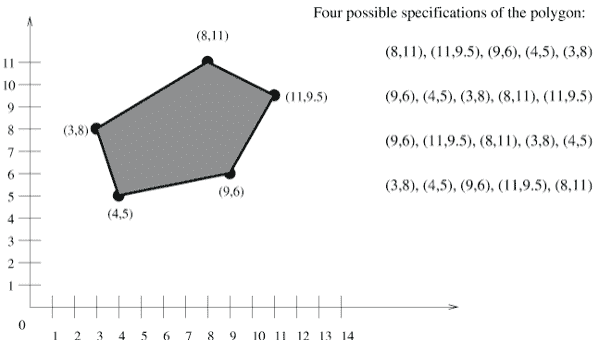 Four possible specifications of the polygon:
(8,11)
(8,11), (11,9.5), (9,6), (4,5), (3,8)
11
10
(11,9.5)
(9,6), (4,5), (3,8), (8,11), (11,9.5)
9
8
(3,8)
7
(9,6), (11,9.5), (8,11), (3,8), (4,5)
6
(9,6)
(3,8), (4,5), (9,6), (11,9.5), (8,11)
5
(4,5)
4
3
2
1
0
1 2 3 4 5 6 7 8 9 10 11 12 13 14